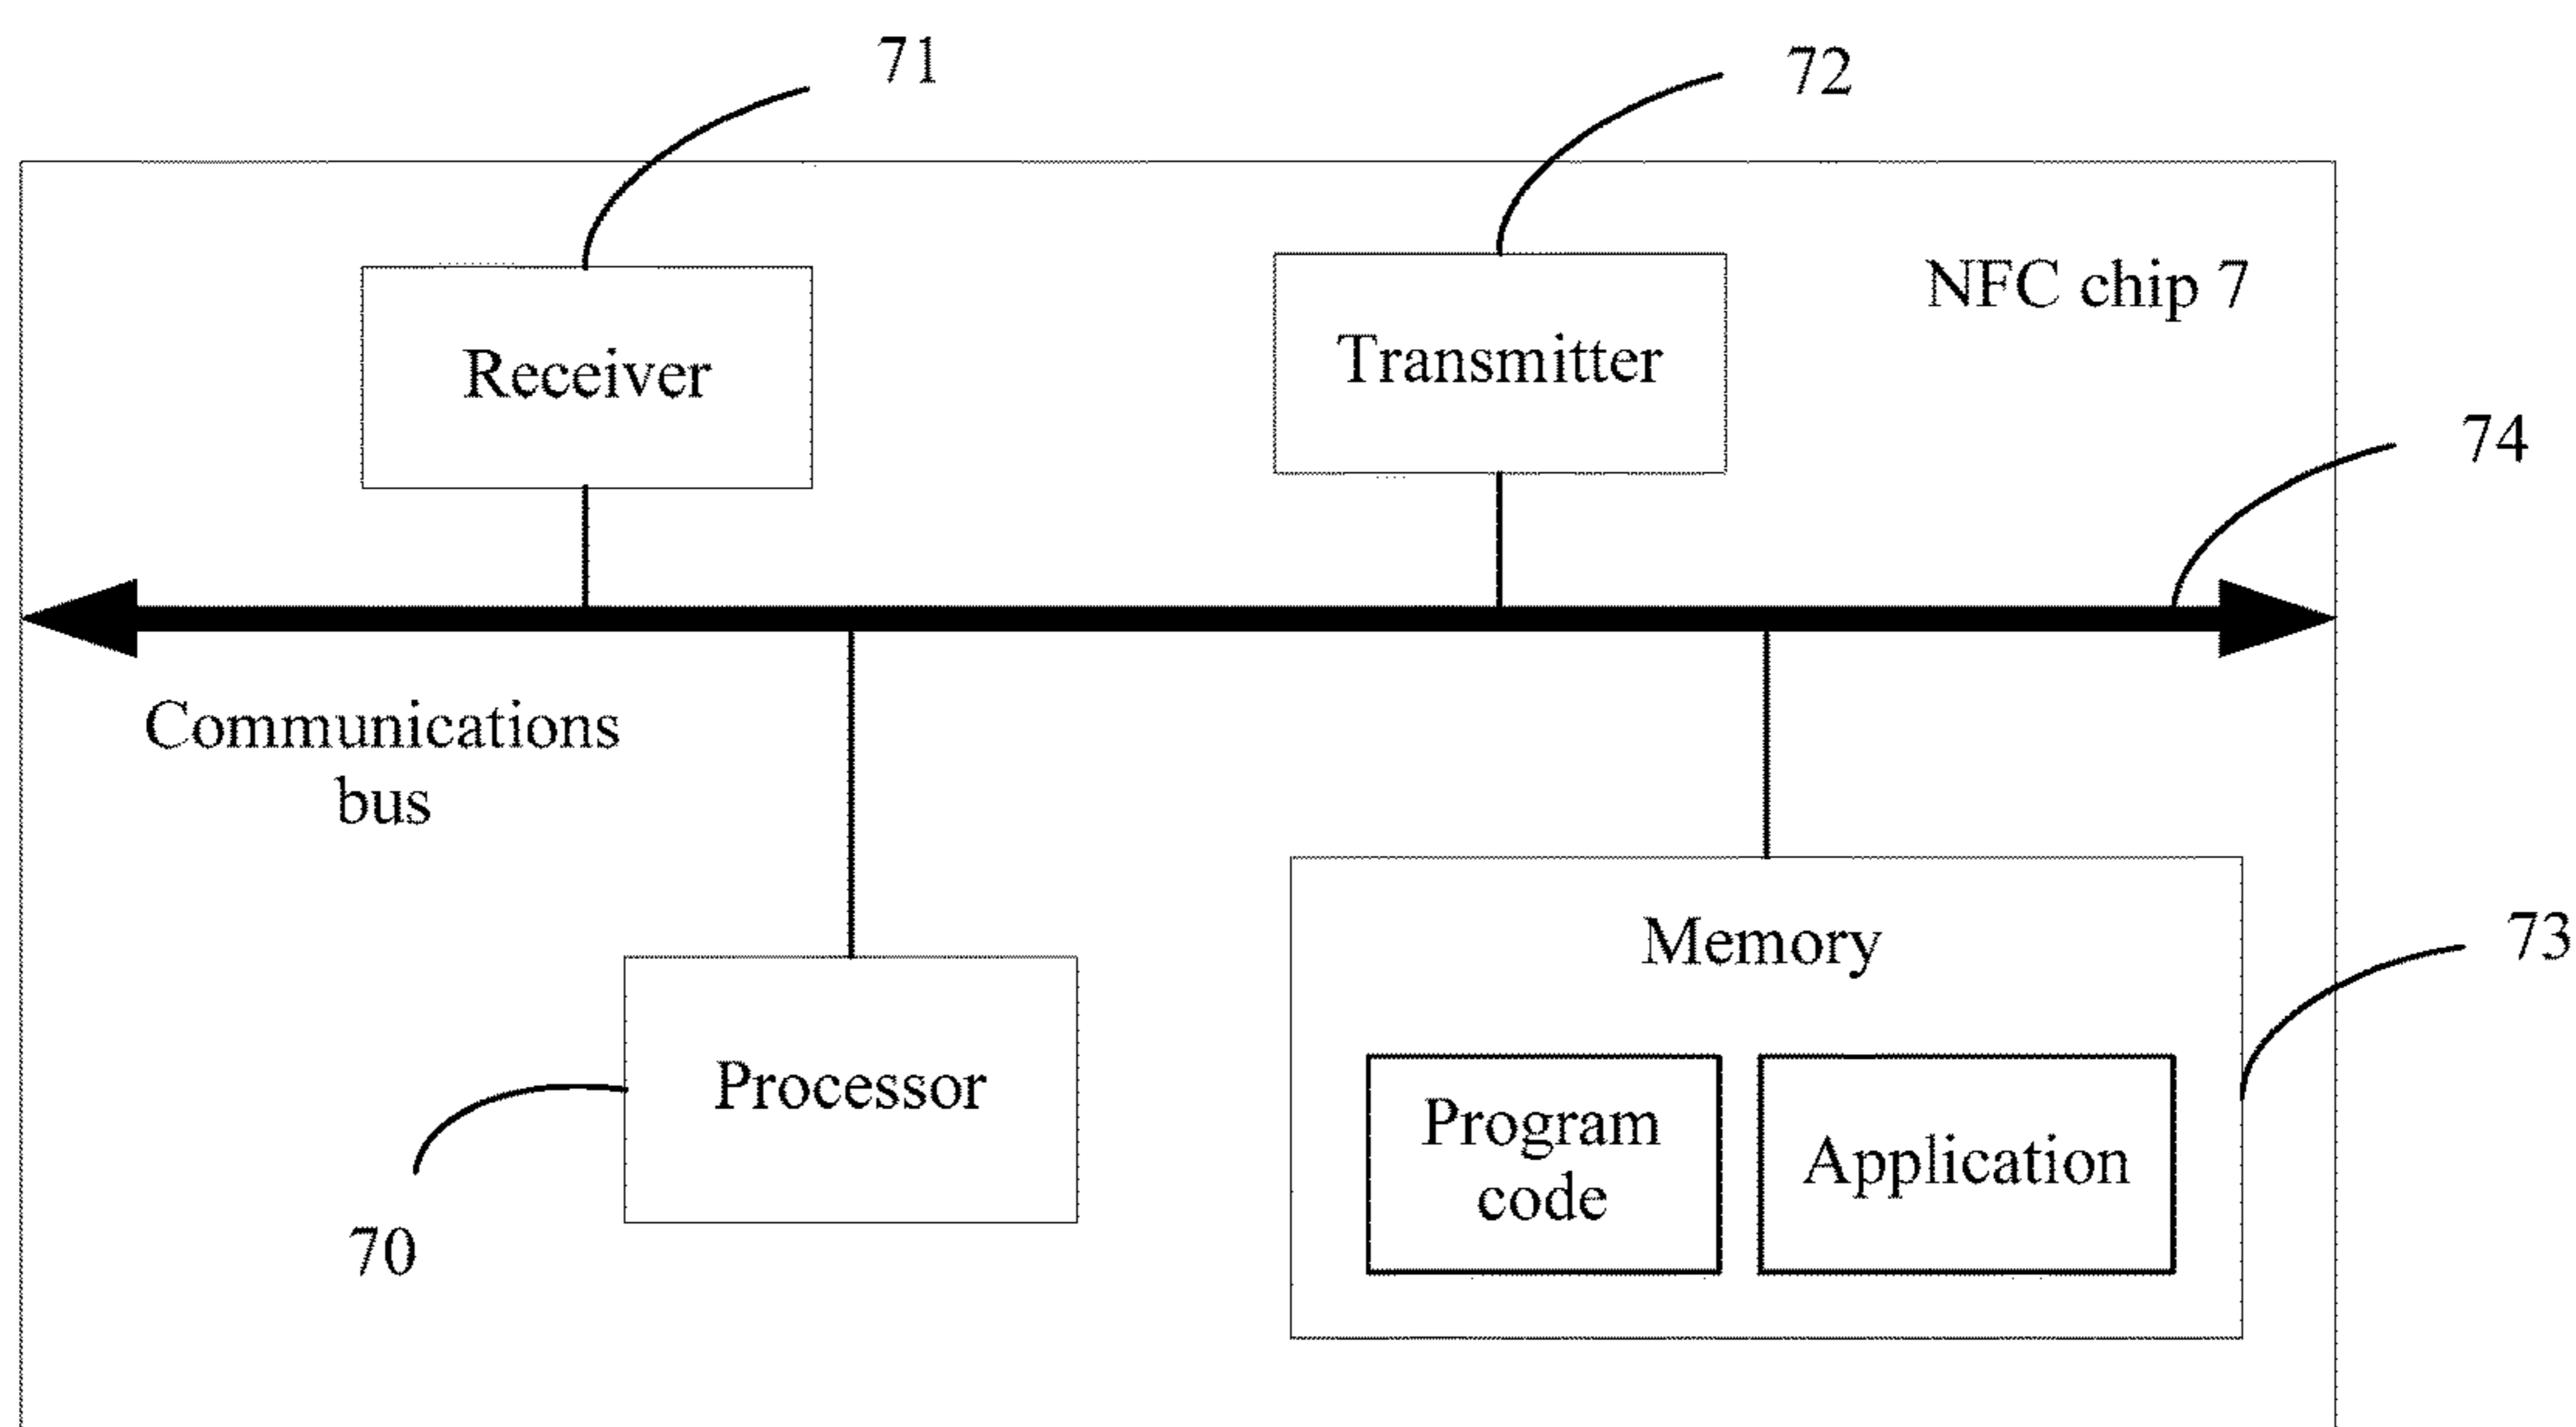 71
72
NFC chip 7
Receiver
Transmitter
74
Communications
bus
Memory
73
Processor
Program
code
Application
70